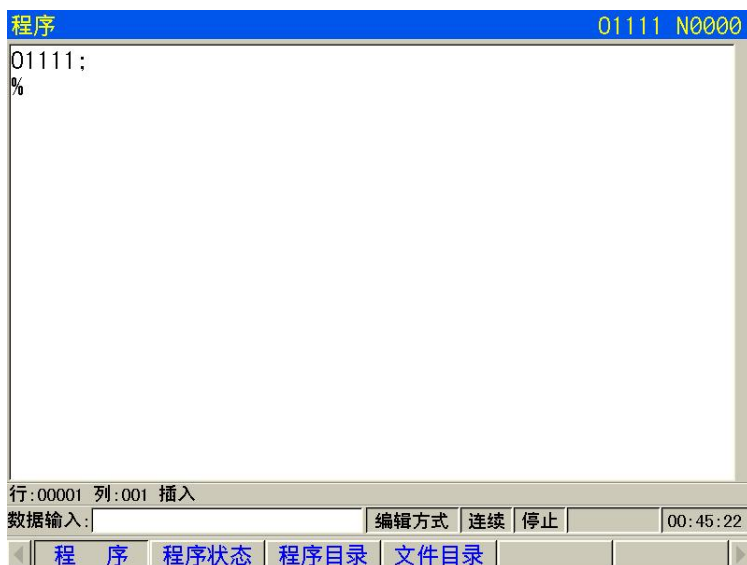 程序 O1111 N0000
O1111;
%
行:00001 列:001 插入
数据输入: 编辑方式 连续 停止 00:45:22
程 序 程序状态 程序目录 文件目录